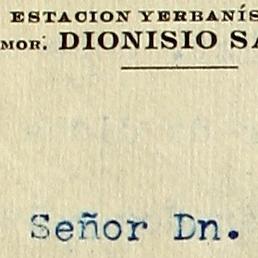 ESTACION YERBANÍS
MOR: DIONISIO SA
Señor Dn.